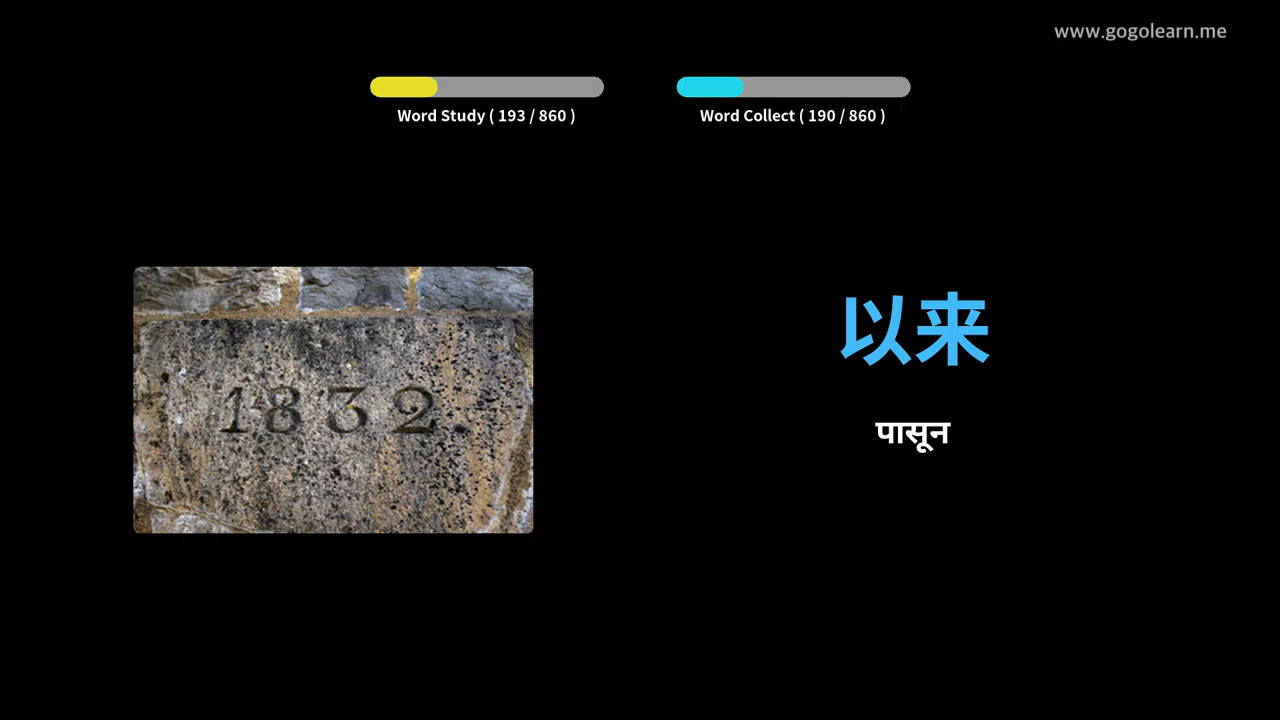 www.gogolearn.me
Word Study ( 193 / 860 )
Word Collect ( 190 / 860 )
1832.
以来
पासून